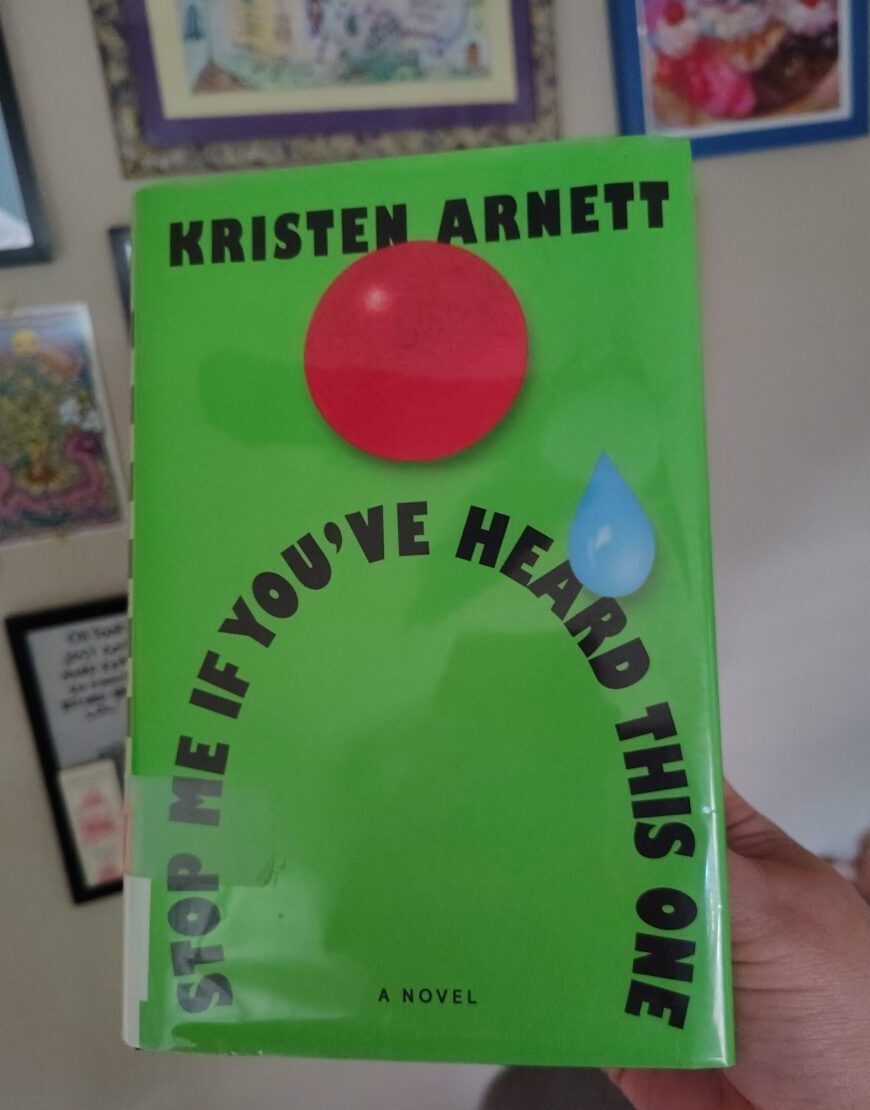 KRISTEN ARNETT
STOP ME IF YOU'VE HEARD THIS ONE
A NOVEL